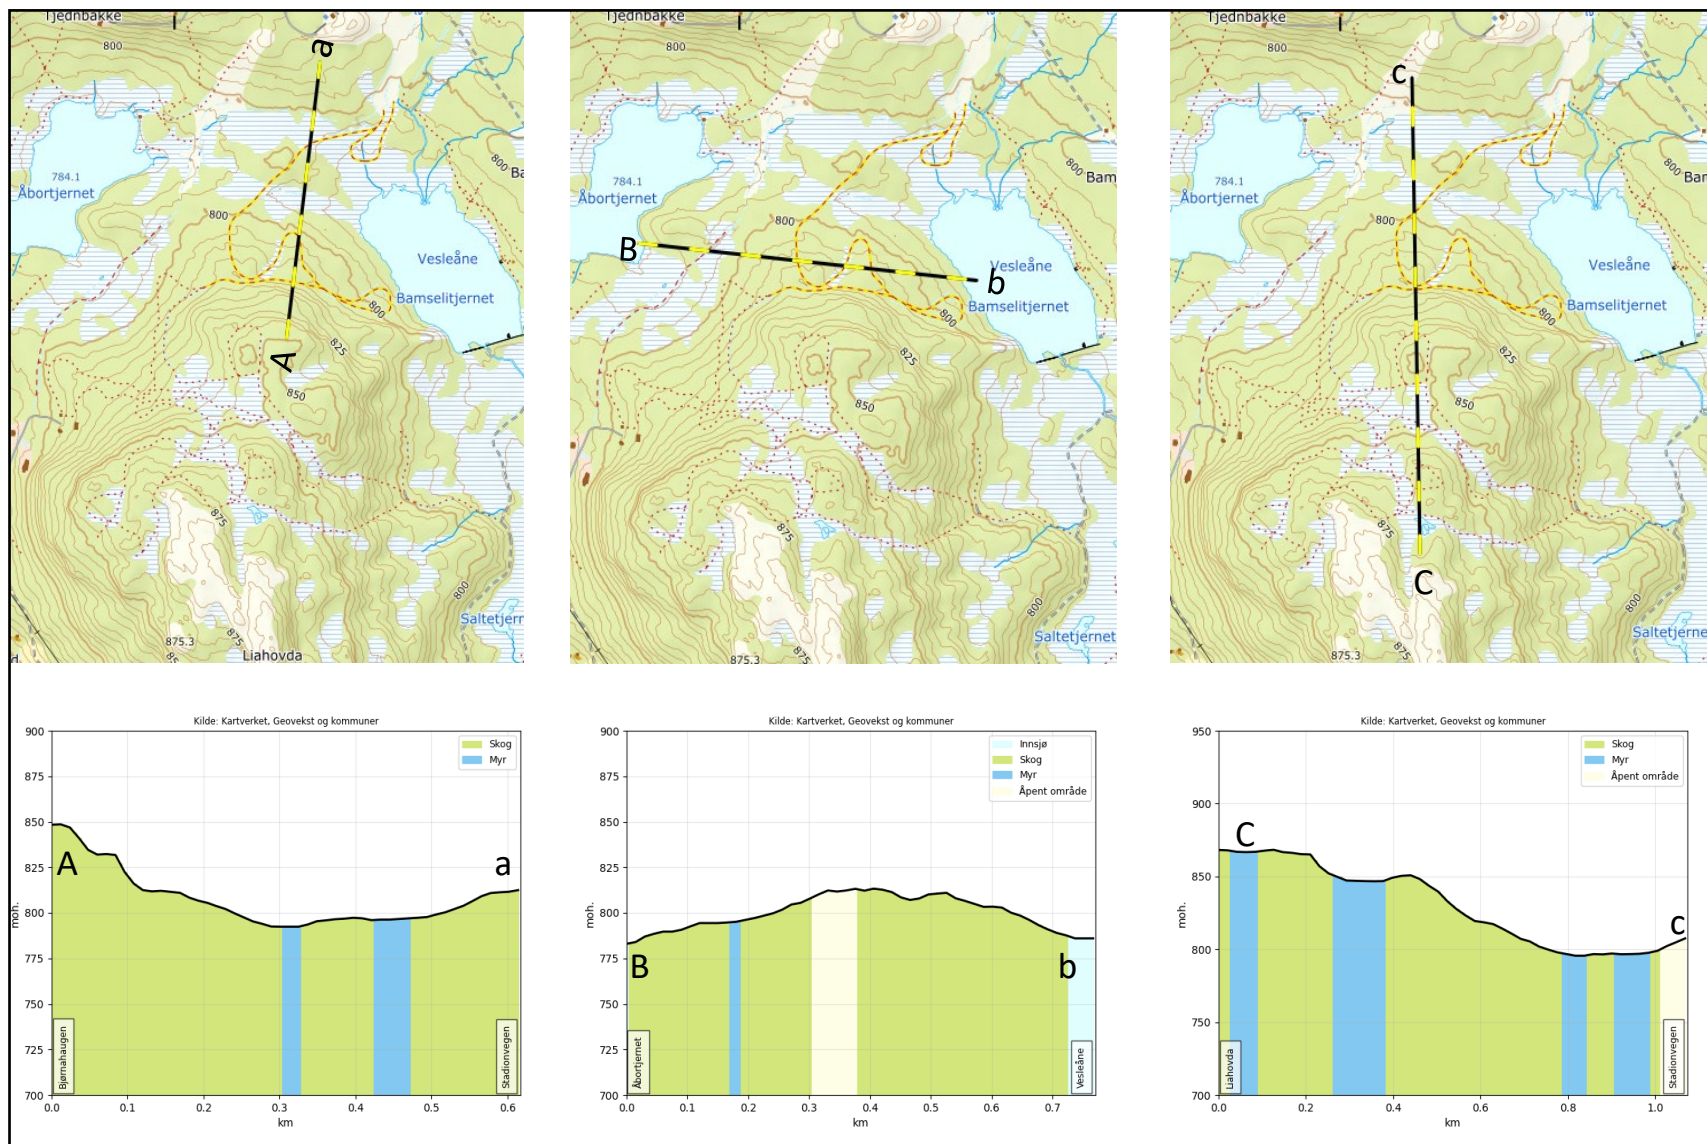 Tjednbakke
800
a
784.1
Åbortjernet
800
Ba
800
Vesleåne
Bamselitjernet
800
825
A
850
875
800
Saltetjerr
875.3
875
85
Liahovda
d
Tjednbakke
800
784.1
Åbortjernet
800
Bam
800
B
Vesleåne
b
Bamselitjernet
800
825
850
875
800
Saltetjernet
875.3
875
Tjednbakke
800
c
784.1
Åbortjernet
800
Bar
800
Vesleåne
Bamselitjernet
800
825
850
875
C
800
Saltetjerne
875.3
875
Kilde: Kartverket, Geovekst og kommuner
900
875
850
825
800
775
750
725
700
moh.
Skog
Myr
A
a
Bjørnahaugen
Stadionvegen
0.0 0.1 0.2 0.3 0.4 0.5 0.6
km
Kilde: Kartverket, Geovekst og kommuner
900
875
850
825
800
775
750
725
700
moh.
Innsjø
Skog
Myr
Åpent område
B
b
Åbortjernet
Vesleåne
0.0 0.1 0.2 0.3 0.4 0.5 0.6 0.7
km
Kilde: Kartverket, Geovekst og kommuner
950
900
850
800
750
700
moh.
Skog
Myr
Åpent område
C
c
Liahovda
Stadionvegen
0.0 0.2 0.4 0.6 0.8 1.0
km